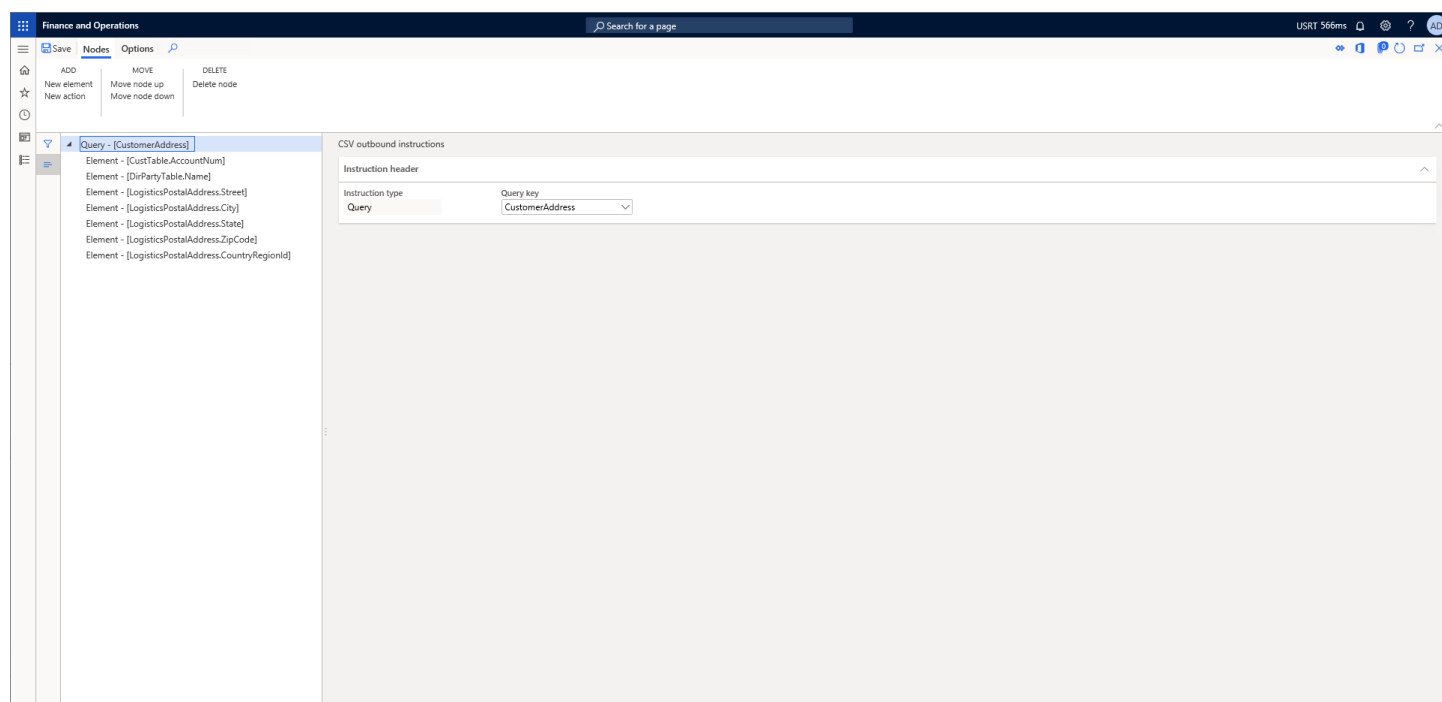 Finance and Operations
Search for a page
USRT 566ms
AD
Save Nodes Options
ADD MOVE DELETE
New element Move node up Delete node
New action Move node down
Query - [CustomerAddress]
Element - [CustTable.AccountNum]
Element - [DirPartyTable.Name]
Element - [LogisticsPostalAddress.Street]
Element - [LogisticsPostalAddress.City]
Element - [LogisticsPostalAddress.State]
Element - [LogisticsPostalAddress.ZipCode]
Element - [LogisticsPostalAddress.CountryRegionId]
CSV outbound instructions
Instruction header
Instruction type Query key
Query CustomerAddress